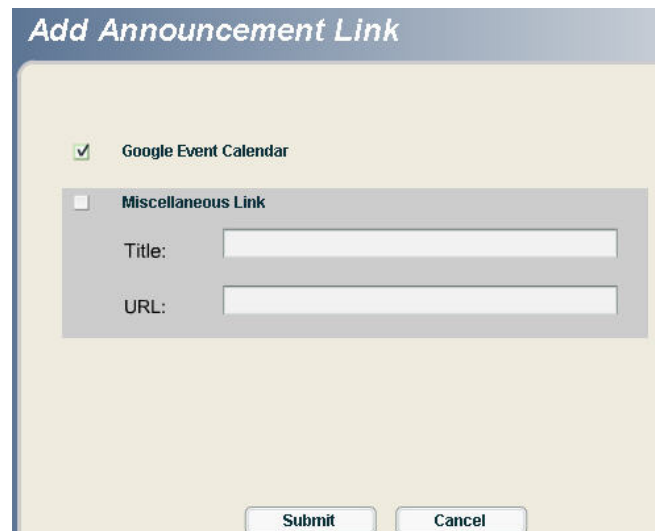 Add Announcement Link
Google Event Calendar
Miscellaneous Link
Title:
URL:
Submit Cancel